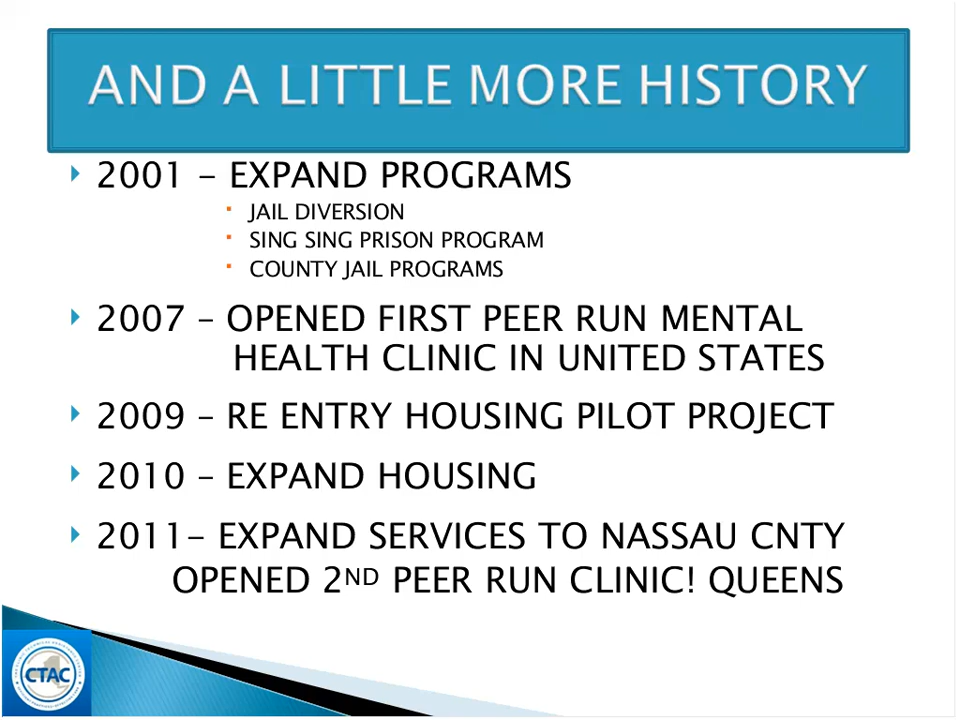 AND A LITTLE MORE HISTORY
2001 - EXPAND PROGRAMS
JAIL DIVERSION
SING SING PRISON PROGRAM
COUNTY JAIL PROGRAMS
2007 – OPENED FIRST PEER RUN MENTAL
HEALTH CLINIC IN UNITED STATES
2009 – RE ENTRY HOUSING PILOT PROJECT
2010 – EXPAND HOUSING
2011- EXPAND SERVICES TO NASSAU CNTY
OPENED 2ND PEER RUN CLINIC! QUEENS
CTAC